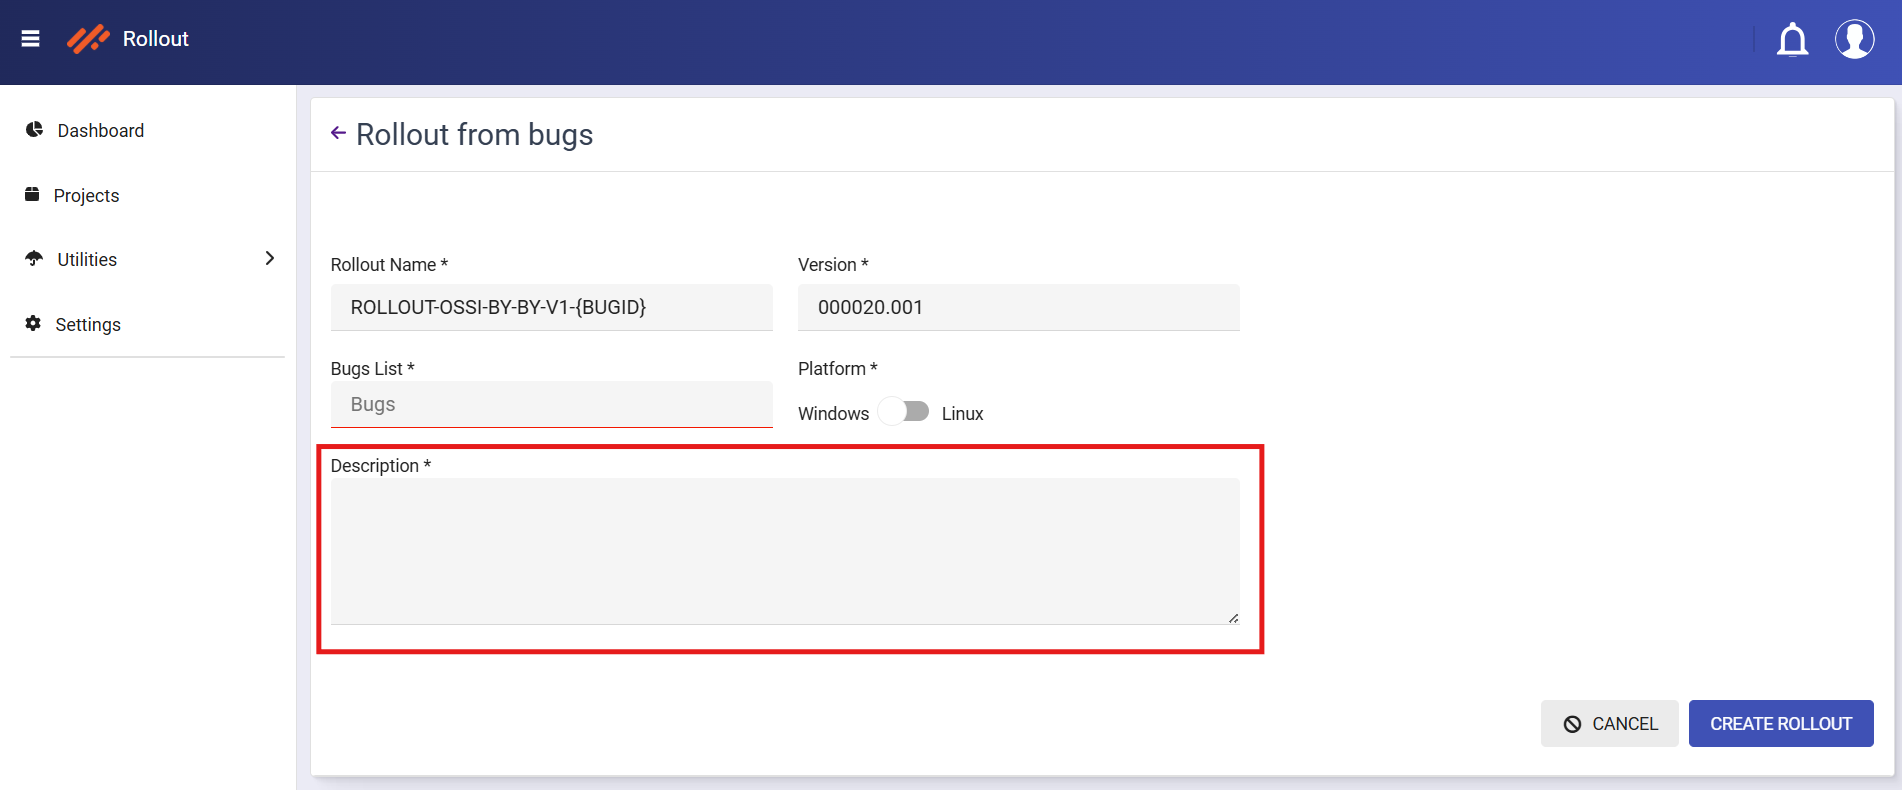 Rollout
Dashboard
Projects
Utilities
Settings
Rollout from bugs
Rollout Name *
Version *
ROLLOUT-OSSI-BY-BY-V1-{BUGID}
000020.001
Bugs List *
Platform *
Bugs
Windows
Linux
Description *
CANCEL
CREATE ROLLOUT